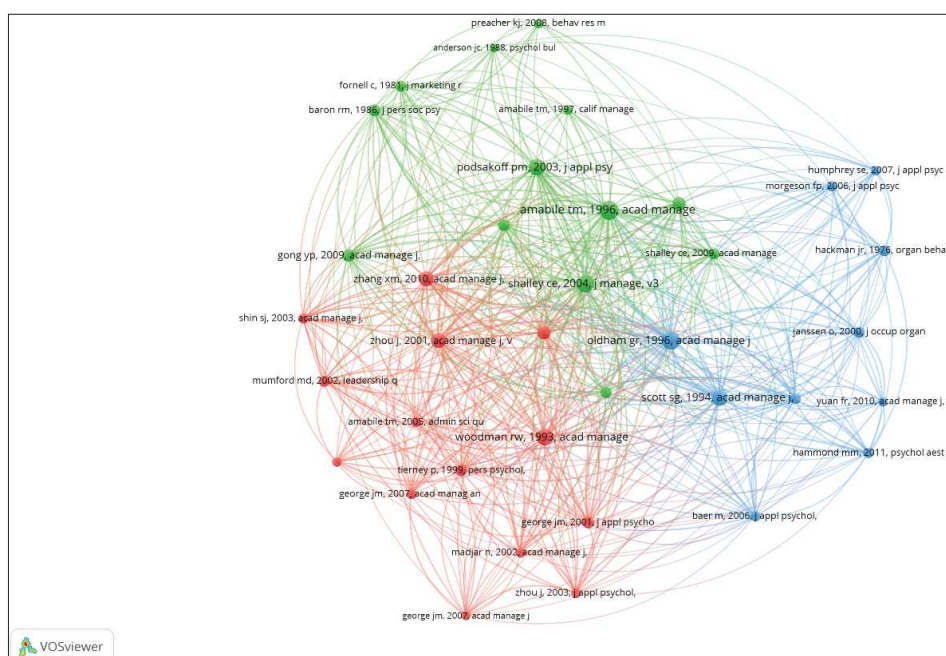 preacher kj, 2008, behav res m
anderson jc, 1988, psychol bul
fornell c, 1981, j marketing r
baron rm, 1986, j pers soc psy
amabile tm, 1997, calif manage
podsakoff pm, 2003, j appl psy
humphrey se, 2007, j appl psyc
morgeson fp, 2006, j appl psyc
amabile tm, 1996, acad manage
gong yp, 2009, acad manage j,
shalley ce, 2009, acad manage
hackman jr, 1976, organ beha
zhang xm, 2010, acad manage j,
shalley ce, 2004, j manage, v3
shin sj, 2003, acad manage j,
zhou j, 2001, acad manage j, v
oldham gr, 1996, acad manage j
janssen o, 2000, j occup organ
mumford md, 2002, leadership q
scott sg, 1994, acad manage j,
yuan fr, 2010, acad manage j,
amabile tm, 2005, admin sci qu
woodman rw, 1993, acad manage
hammond mm, 2011, psychol aest
tierney p, 1999, pers psychol,
george jm, 2007, acad manag an
george jm, 2001, j appl psycho
baer m, 2006, j appl psychol,
madjar n, 2002, acad manage j,
zhou j, 2003, j appl psychol,
george jm, 2007, acad manage j
VOSviewer